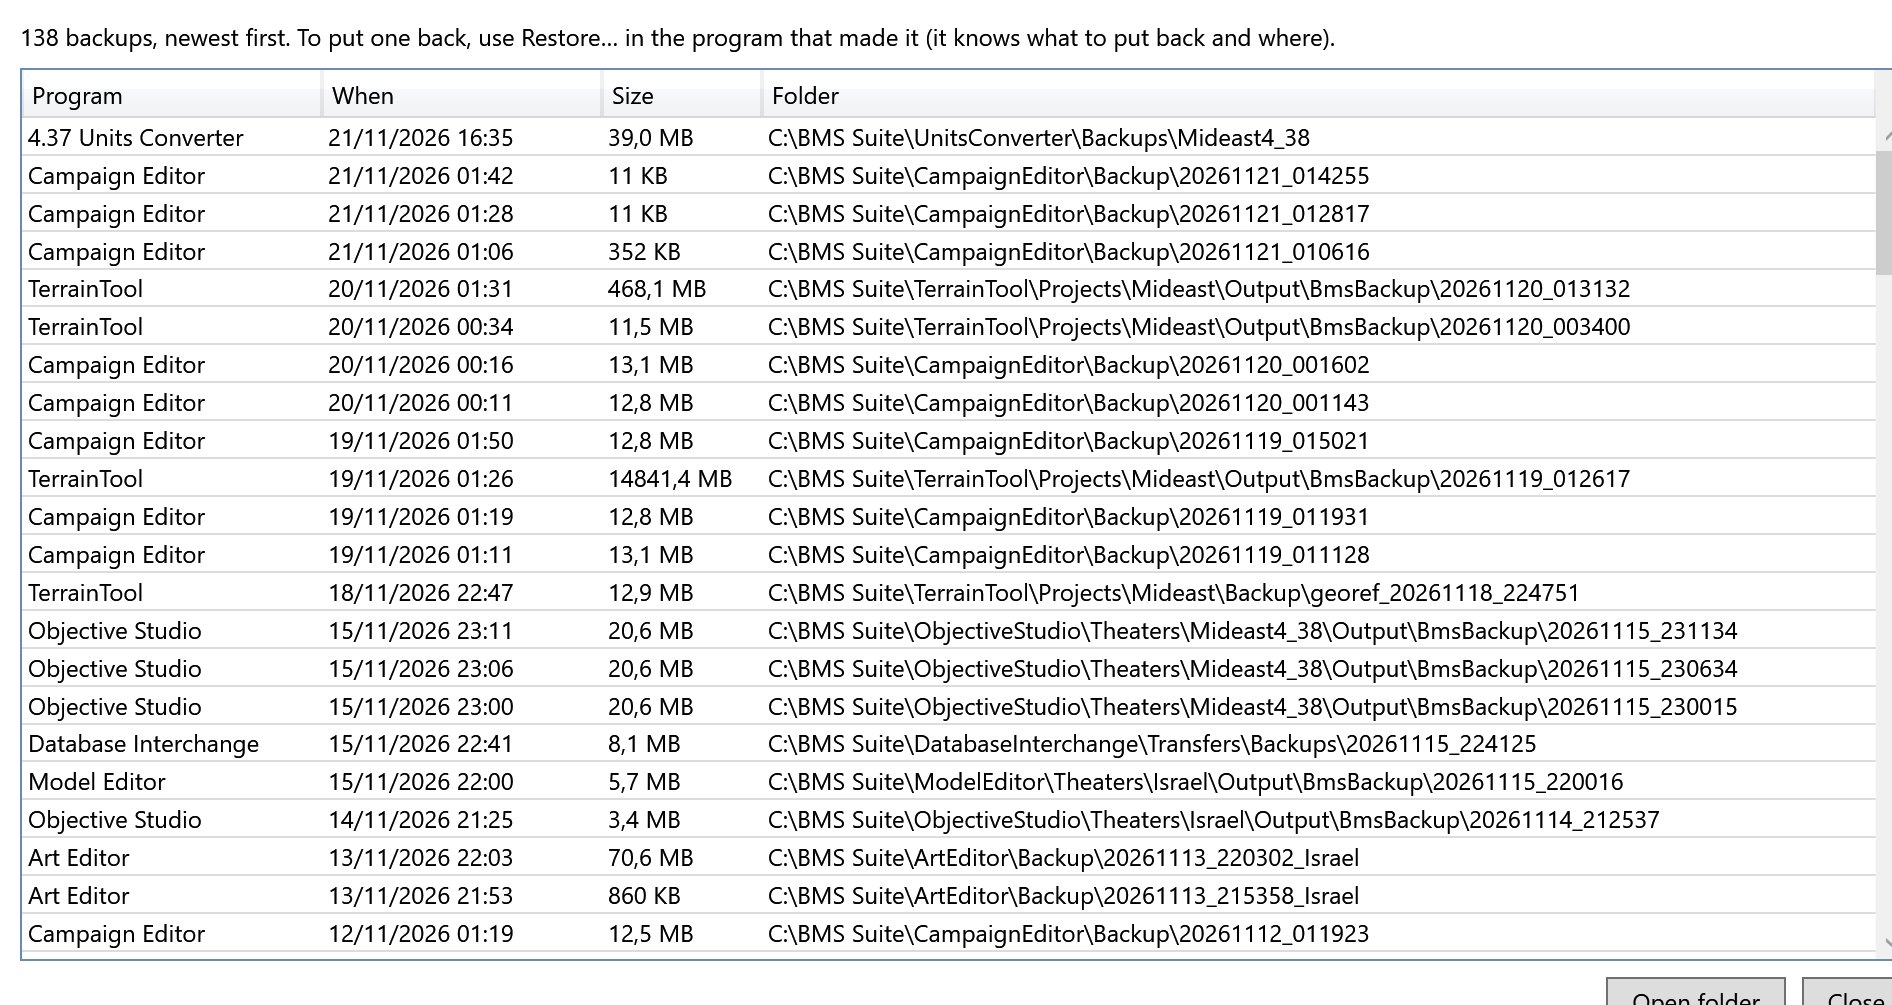 138 backups, newest first. To put one back, use Restore... in the program that made it (it knows what to put back and where).
Program When Size Folder
4.37 Units Converter 21/11/2026 16:35 39,0 MB C:\BMS Suite\UnitsConverter\Backups\Mideast4_38
Campaign Editor 21/11/2026 01:42 11 KB C:\BMS Suite\CampaignEditor\Backup\20261121_014255
Campaign Editor 21/11/2026 01:28 11 KB C:\BMS Suite\CampaignEditor\Backup\20261121_012817
Campaign Editor 21/11/2026 01:06 352 KB C:\BMS Suite\CampaignEditor\Backup\20261121_010616
TerrainTool 20/11/2026 01:31 468,1 MB C:\BMS Suite\TerrainTool\Projects\Mideast\Output\BmsBackup\20261120_013132
TerrainTool 20/11/2026 00:34 11,5 MB C:\BMS Suite\TerrainTool\Projects\Mideast\Output\BmsBackup\20261120_003400
Campaign Editor 20/11/2026 00:16 13,1 MB C:\BMS Suite\CampaignEditor\Backup\20261120_001602
Campaign Editor 20/11/2026 00:11 12,8 MB C:\BMS Suite\CampaignEditor\Backup\20261120_001143
Campaign Editor 19/11/2026 01:50 12,8 MB C:\BMS Suite\CampaignEditor\Backup\20261119_015021
TerrainTool 19/11/2026 01:26 14841,4 MB C:\BMS Suite\TerrainTool\Projects\Mideast\Output\BmsBackup\20261119_012617
Campaign Editor 19/11/2026 01:19 12,8 MB C:\BMS Suite\CampaignEditor\Backup\20261119_011931
Campaign Editor 19/11/2026 01:11 13,1 MB C:\BMS Suite\CampaignEditor\Backup\20261119_011128
TerrainTool 18/11/2026 22:47 12,9 MB C:\BMS Suite\TerrainTool\Projects\Mideast\Backup\georef_20261118_224751
Objective Studio 15/11/2026 23:11 20,6 MB C:\BMS Suite\ObjectiveStudio\Theaters\Mideast4_38\Output\BmsBackup\20261115_231134
Objective Studio 15/11/2026 23:06 20,6 MB C:\BMS Suite\ObjectiveStudio\Theaters\Mideast4_38\Output\BmsBackup\20261115_230634
Objective Studio 15/11/2026 23:00 20,6 MB C:\BMS Suite\ObjectiveStudio\Theaters\Mideast4_38\Output\BmsBackup\20261115_230015
Database Interchange 15/11/2026 22:41 8,1 MB C:\BMS Suite\DatabaseInterchange\Transfers\Backups\20261115_224125
Model Editor 15/11/2026 22:00 5,7 MB C:\BMS Suite\ModelEditor\Theaters\Israel\Output\BmsBackup\20261115_220016
Objective Studio 14/11/2026 21:25 3,4 MB C:\BMS Suite\ObjectiveStudio\Theaters\Israel\Output\BmsBackup\20261114_212537
Art Editor 13/11/2026 22:03 70,6 MB C:\BMS Suite\ArtEditor\Backup\20261113_220302_Israel
Art Editor 13/11/2026 21:53 860 KB C:\BMS Suite\ArtEditor\Backup\20261113_215358_Israel
Campaign Editor 12/11/2026 01:19 12,5 MB C:\BMS Suite\CampaignEditor\Backup\20261112_011923
Open folder Close